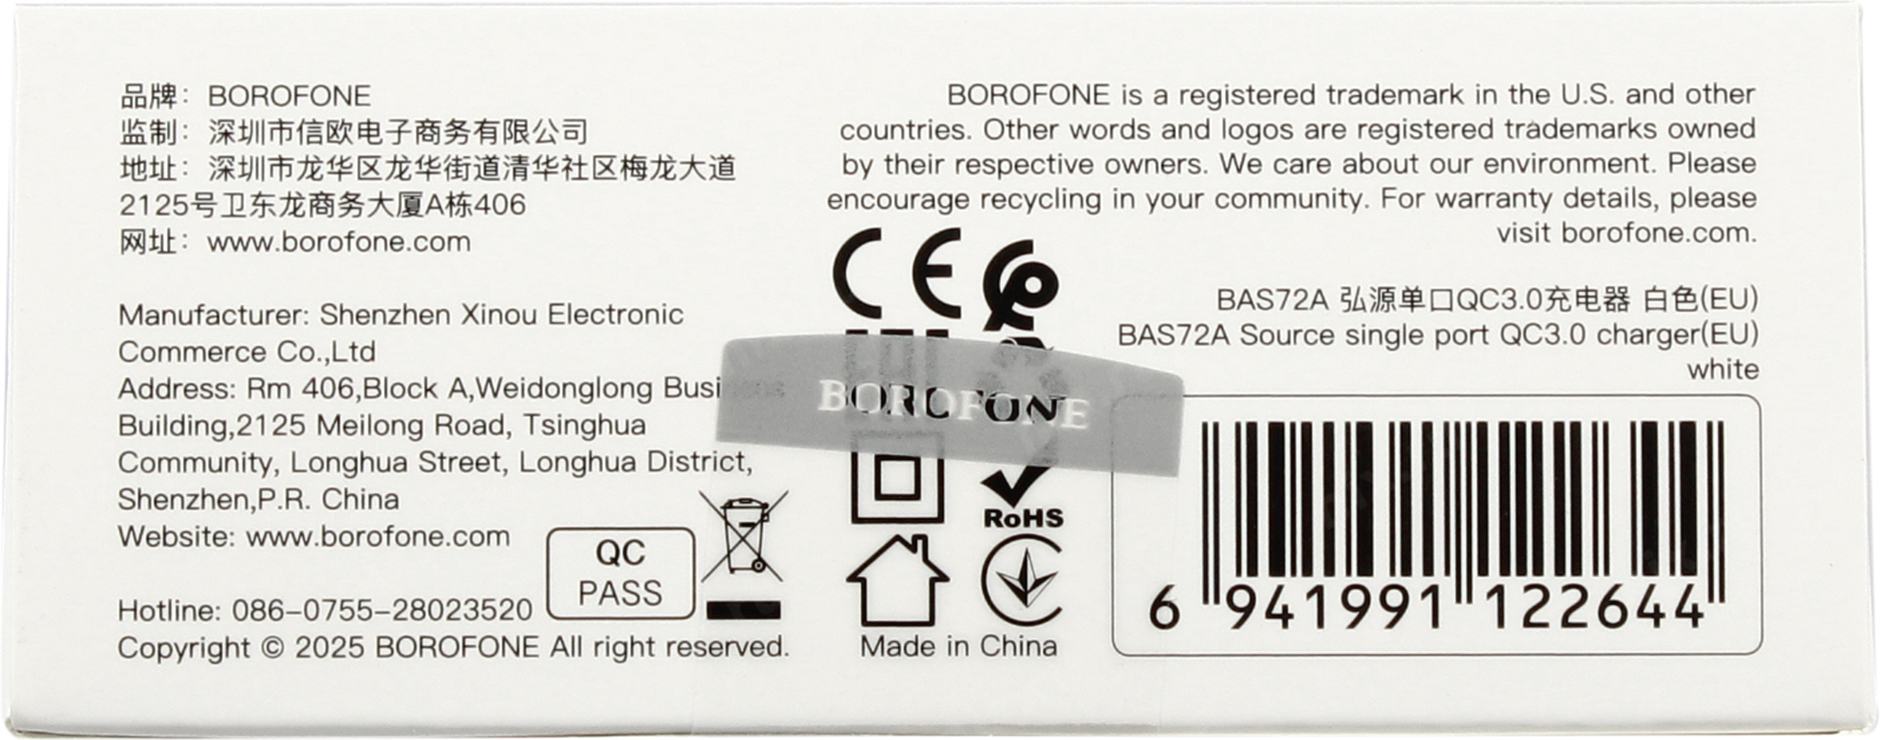 品牌：BOROFONE
监制：深圳市信欧电子商务有限公司
地址：深圳市龙华区龙华街道清华社区梅龙大道
2125号卫东龙商务大厦A栋406
网址：www.borofone.com
Manufacturer: Shenzhen Xinou Electronic
Commerce Co.,Ltd
Address: Rm 406,Block A,Weidonglong Business
Building,2125 Meilong Road, Tsinghua
Community, Longhua Street, Longhua District,
Shenzhen,P.R. China
Website: www.borofone.com
QC
PASS
Hotline: 086-0755-28023520
Copyright © 2025 BOROFONE All right reserved.
BOROFONE is a registered trademark in the U.S. and other
countries. Other words and logos are registered trademarks owned
by their respective owners. We care about our environment. Please
encourage recycling in your community. For warranty details, please
visit borofone.com.
CE
BOROFONE
RoHS
Made in China
BAS72A 弘源单口QC3.0充电器 白色(EU)
BAS72A Source single port QC3.0 charger(EU)
white
6 941991 122644